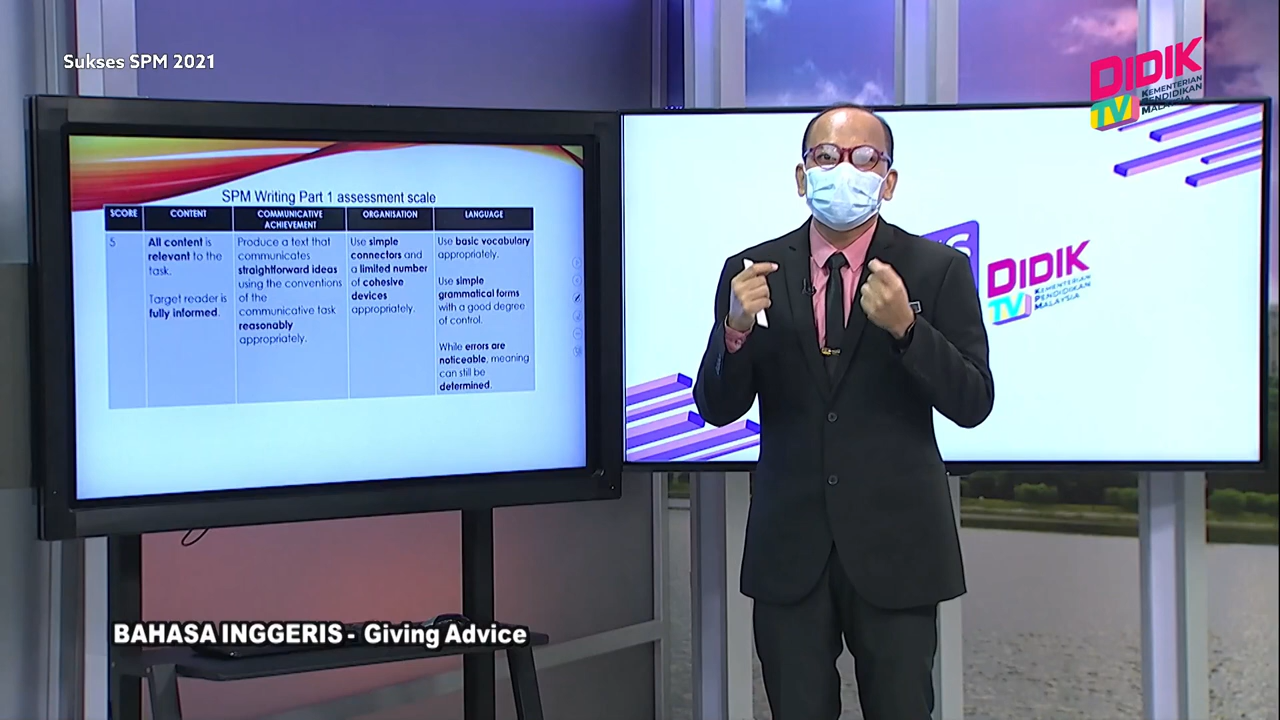 Sukses SPM 2021
DIDIK
TV
KEMENTERIAN
PENDIDIKAN
MALAYSIA
SPM Writing Part 1 assessment scale
SCORE
CONTENT
COMMUNICATIVE
ACHIEVEMENT
ORGANISATION
LANGUAGE
5
All content is
relevant to the
task.
Target reader is
fully informed.
Produce a text that
communicates
straightforward ideas
using the conventions
of the
communicative task
reasonably
appropriately.
Use simple
connectors and
a limited number
of cohesive
devices
appropriately.
Use basic vocabulary
appropriately.
Use simple
grammatical forms
with a good degree
of control.
While errors are
noticeable, meaning
can still be
determined.
DIDIK
TV
KEMENTERIAN
PENDIDIKAN
MALAYSIA
BAHASA INGGERIS - Giving Advice